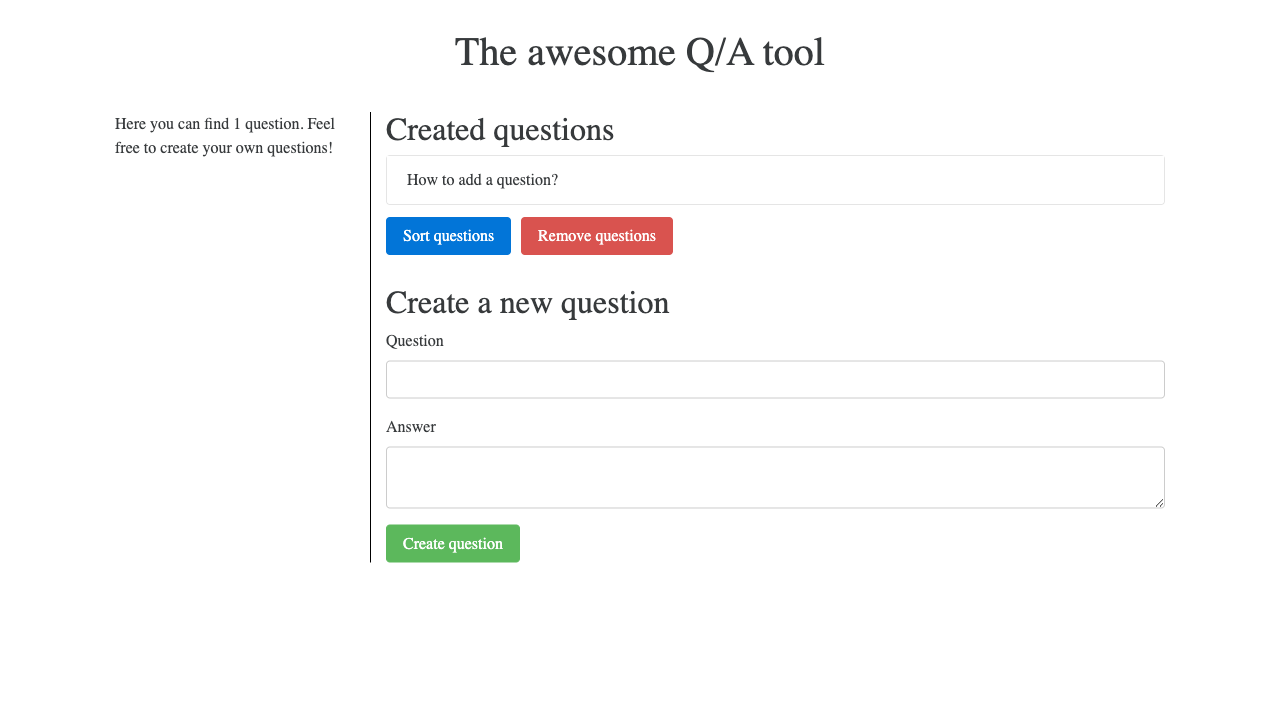 The awesome Q/A tool
Here you can find 1 question. Feel
free to create your own questions!
Created questions
How to add a question?
Sort questions
Remove questions
Create a new question
Question
Answer
Create question